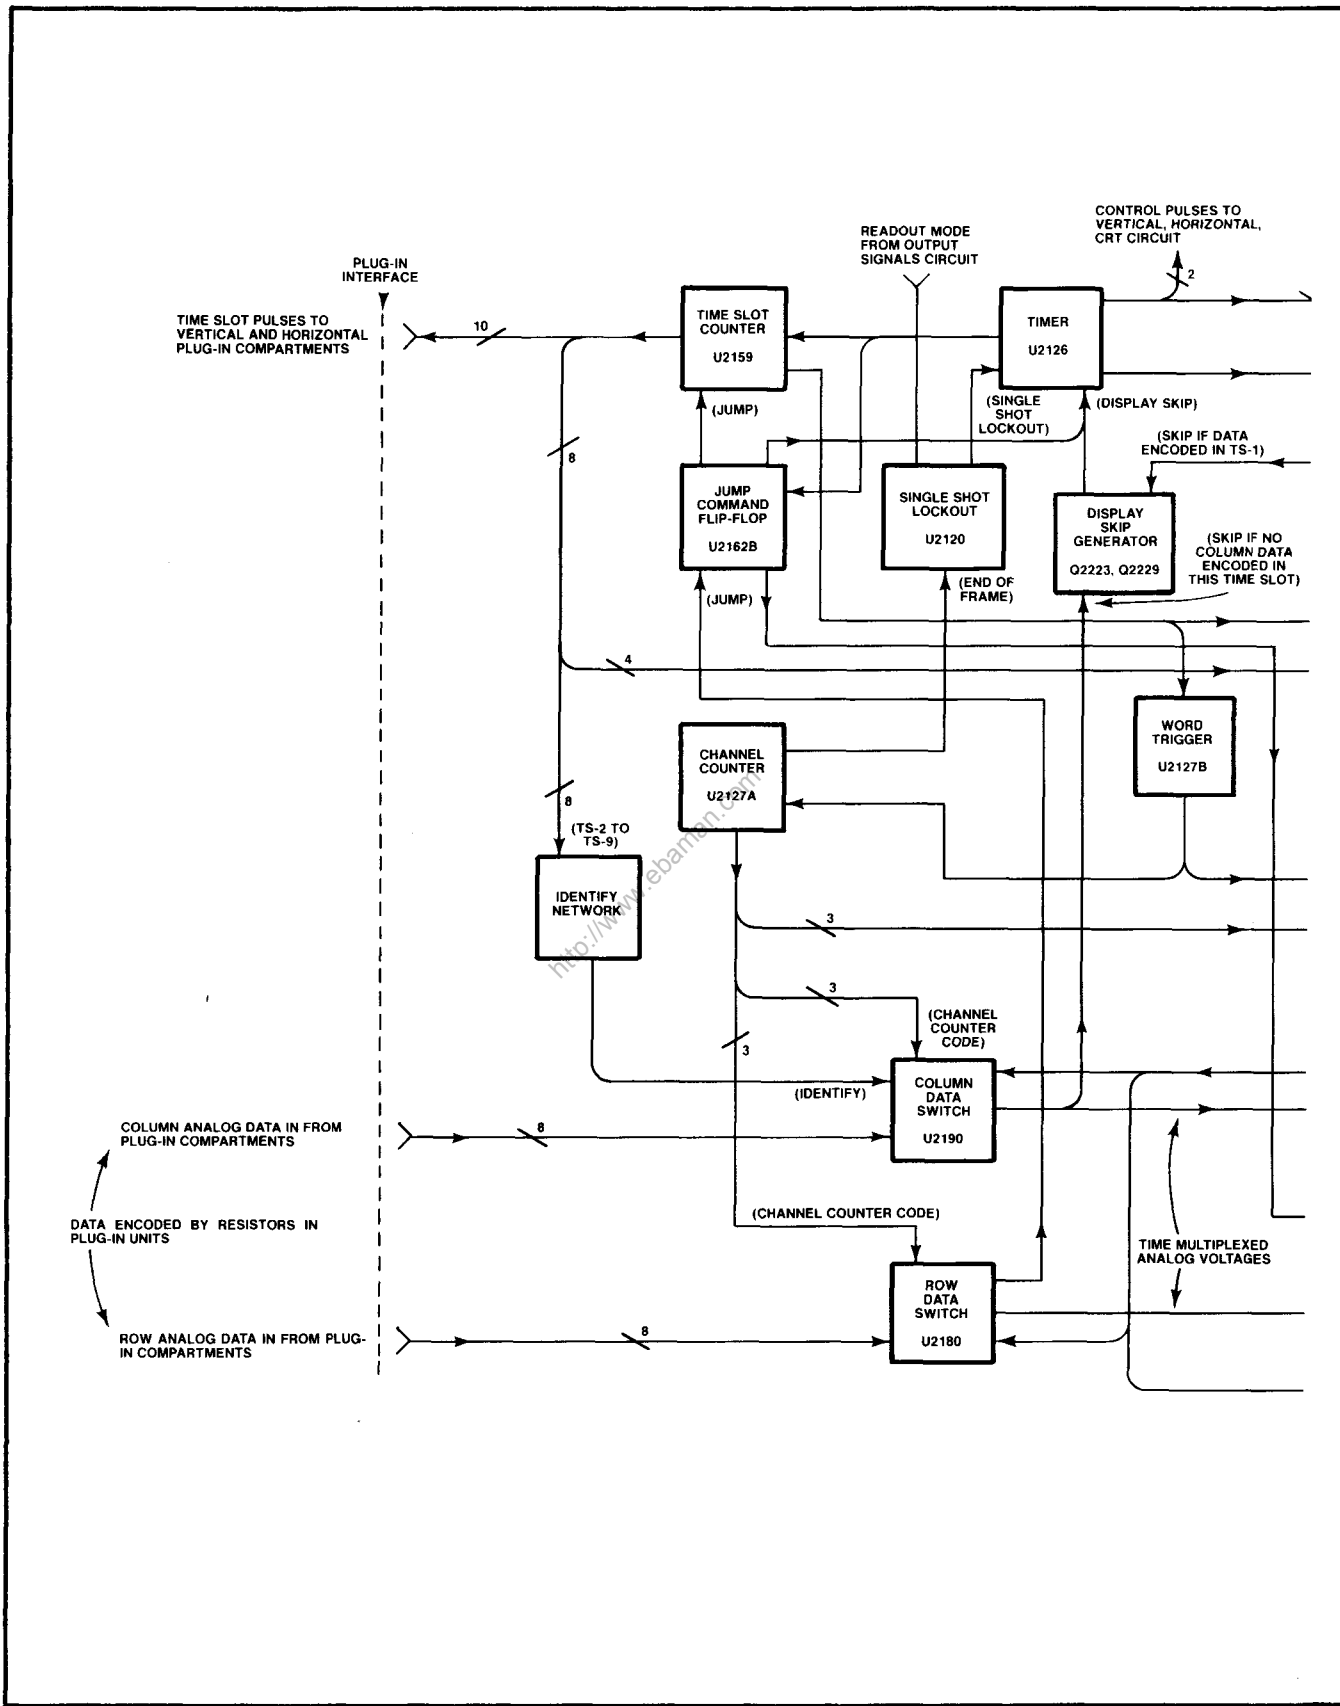 CONTROL PULSES TO
VERTICAL, HORIZONTAL,
CRT CIRCUIT
2
READOUT MODE
FROM OUTPUT
SIGNALS CIRCUIT
PLUG-IN
INTERFACE
TIME SLOT PULSES TO
VERTICAL AND HORIZONTAL
PLUG-IN COMPARTMENTS
10
TIME SLOT
COUNTER
U2159
TIMER
U2126
(JUMP)
(SINGLE
SHOT
LOCKOUT)
(DISPLAY SKIP)
(SKIP IF DATA
ENCODED IN TS-1)
8
JUMP
COMMAND
FLIP-FLOP
U2162B
SINGLE SHOT
LOCKOUT
U2120
DISPLAY
SKIP
GENERATOR
Q2223, Q2229
(SKIP IF NO
COLUMN DATA
ENCODED IN
THIS TIME SLOT)
(JUMP)
(END OF
FRAME)
4
CHANNEL
COUNTER
U2127A
WORD
TRIGGER
U2127B
8
(TS-2 TO
TS-9)
IDENTIFY
NETWORK
http://www.ebaman.com
3
3
3
(CHANNEL
COUNTER
CODE)
(IDENTIFY)
COLUMN
DATA
SWITCH
U2190
COLUMN ANALOG DATA IN FROM
PLUG-IN COMPARTMENTS
8
DATA ENCODED BY RESISTORS IN
PLUG-IN UNITS
(CHANNEL COUNTER CODE)
TIME MULTIPLEXED
ANALOG VOLTAGES
ROW
DATA
SWITCH
U2180
ROW ANALOG DATA IN FROM PLUG-
IN COMPARTMENTS
8